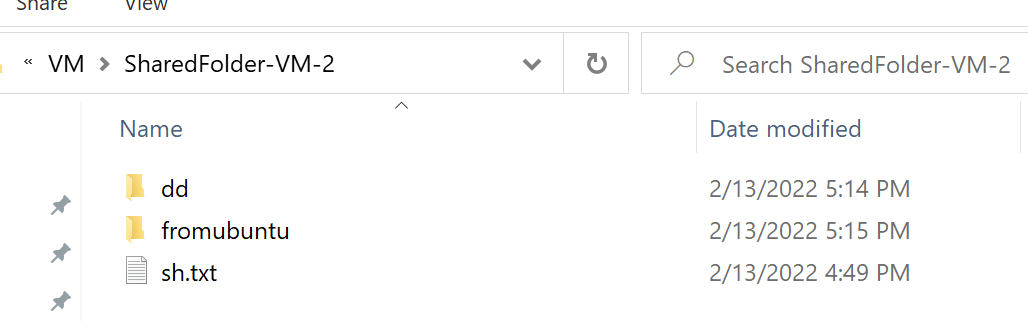 Share View
« VM > SharedFolder-VM-2 Search SharedFolder-VM-2
Name Date modified
dd 2/13/2022 5:14 PM
fromubuntu 2/13/2022 5:15 PM
sh.txt 2/13/2022 4:49 PM